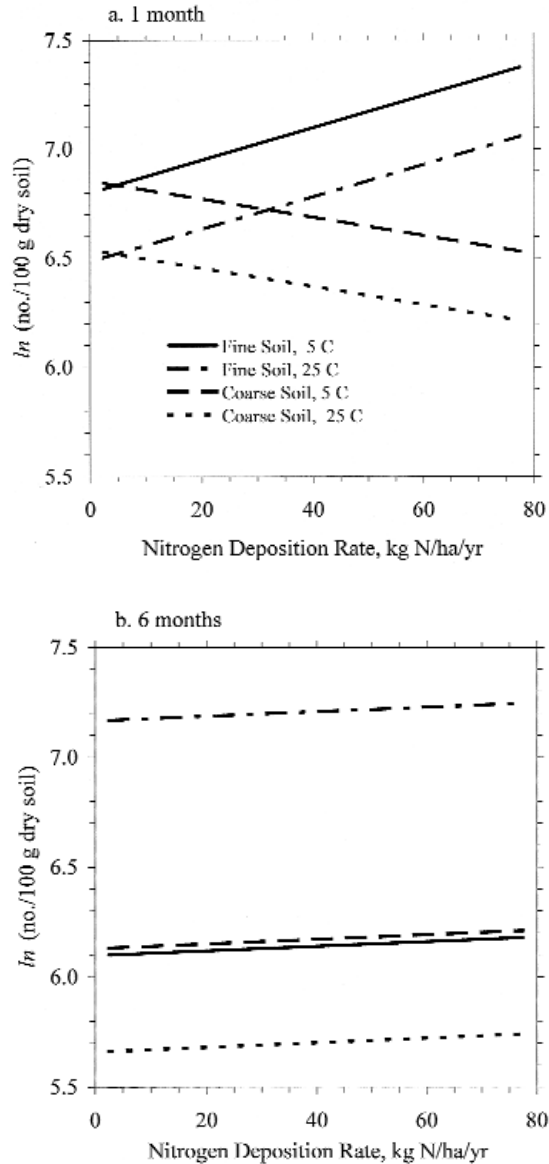 a. 1 month
7.5
7.0
6.5
6.0
5.5
ln (no./100 g dry soil)
Fine Soil, 5 C
Fine Soil, 25 C
Coarse Soil, 5 C
Coarse Soil, 25 C
0 20 40 60 80
Nitrogen Deposition Rate, kg N/ha/yr
b. 6 months
7.5
7.0
6.5
6.0
5.5
ln (no./100 g dry soil)
0 20 40 60 80
Nitrogen Deposition Rate, kg N/ha/yr